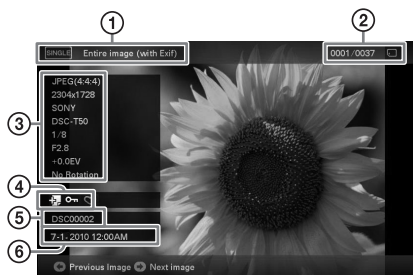 ①
②
SINGLE Entire image (with Exif)
0001/0037
③
JPEG(4:4:4)
2304x1728
SONY
DSC-T50
1/8
F2.8
+0.0EV
No Rotation
④
⑤
DSC00002
⑥
7-1-2010 12:00AM
Previous Image Next image